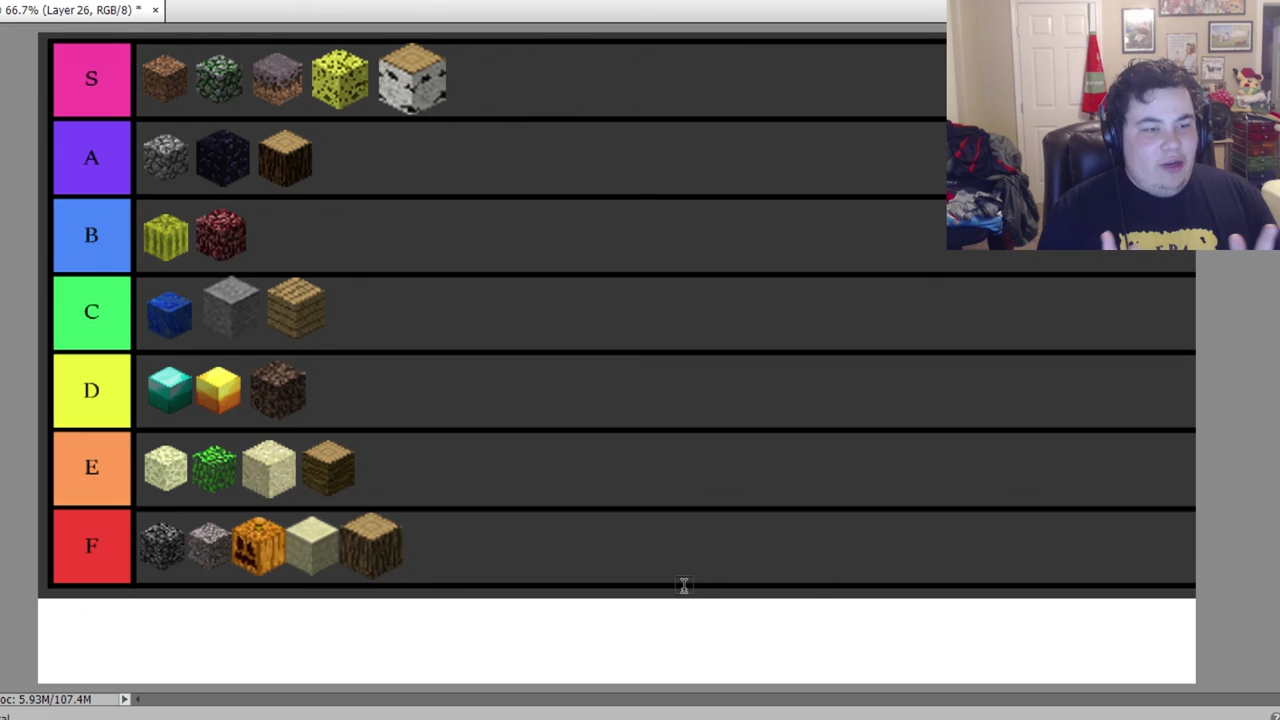 66.7% (Layer 26, RGB/8) * ×
S
A
B
C
D
E
F
oc: 5.93M/107.4M